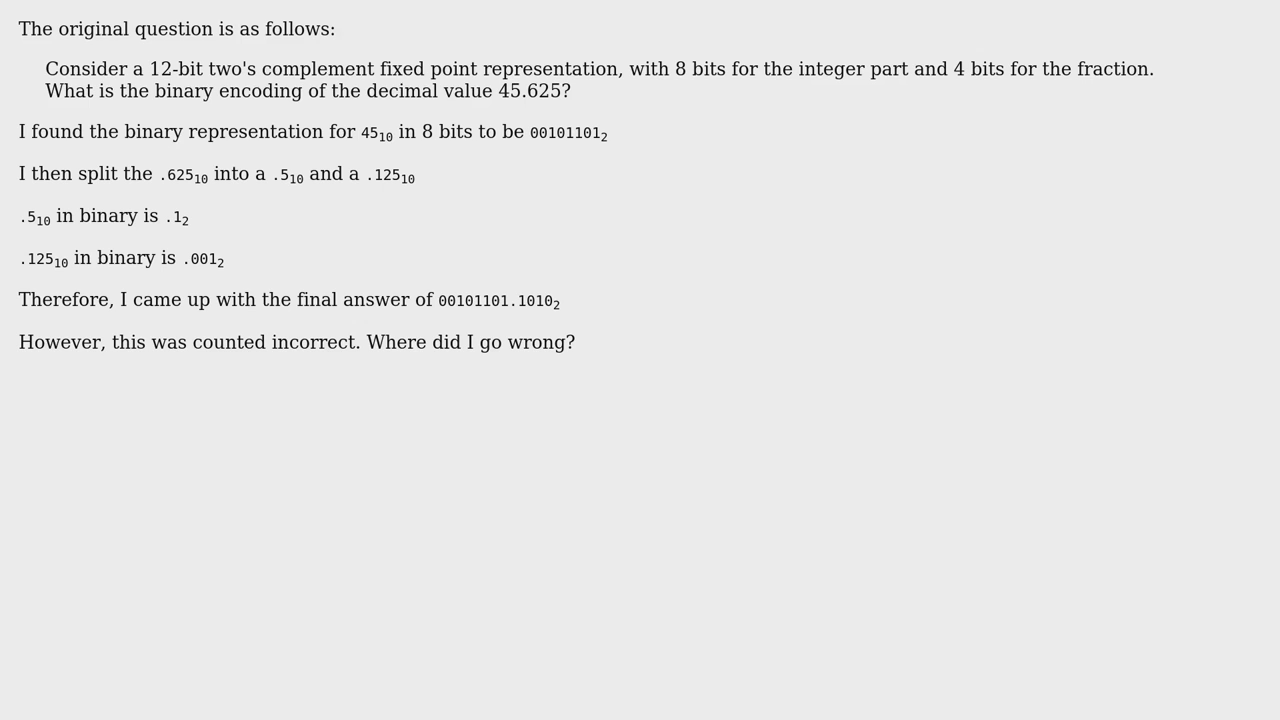 The original question is as follows:
Consider a 12-bit two's complement fixed point representation, with 8 bits for the integer part and 4 bits for the fraction.
What is the binary encoding of the decimal value 45.625?
I found the binary representation for 45₁₀ in 8 bits to be 00101101₂
I then split the .625₁₀ into a .5₁₀ and a .125₁₀
.5₁₀ in binary is .1₂
.125₁₀ in binary is .001₂
Therefore, I came up with the final answer of 00101101.1010₂
However, this was counted incorrect. Where did I go wrong?